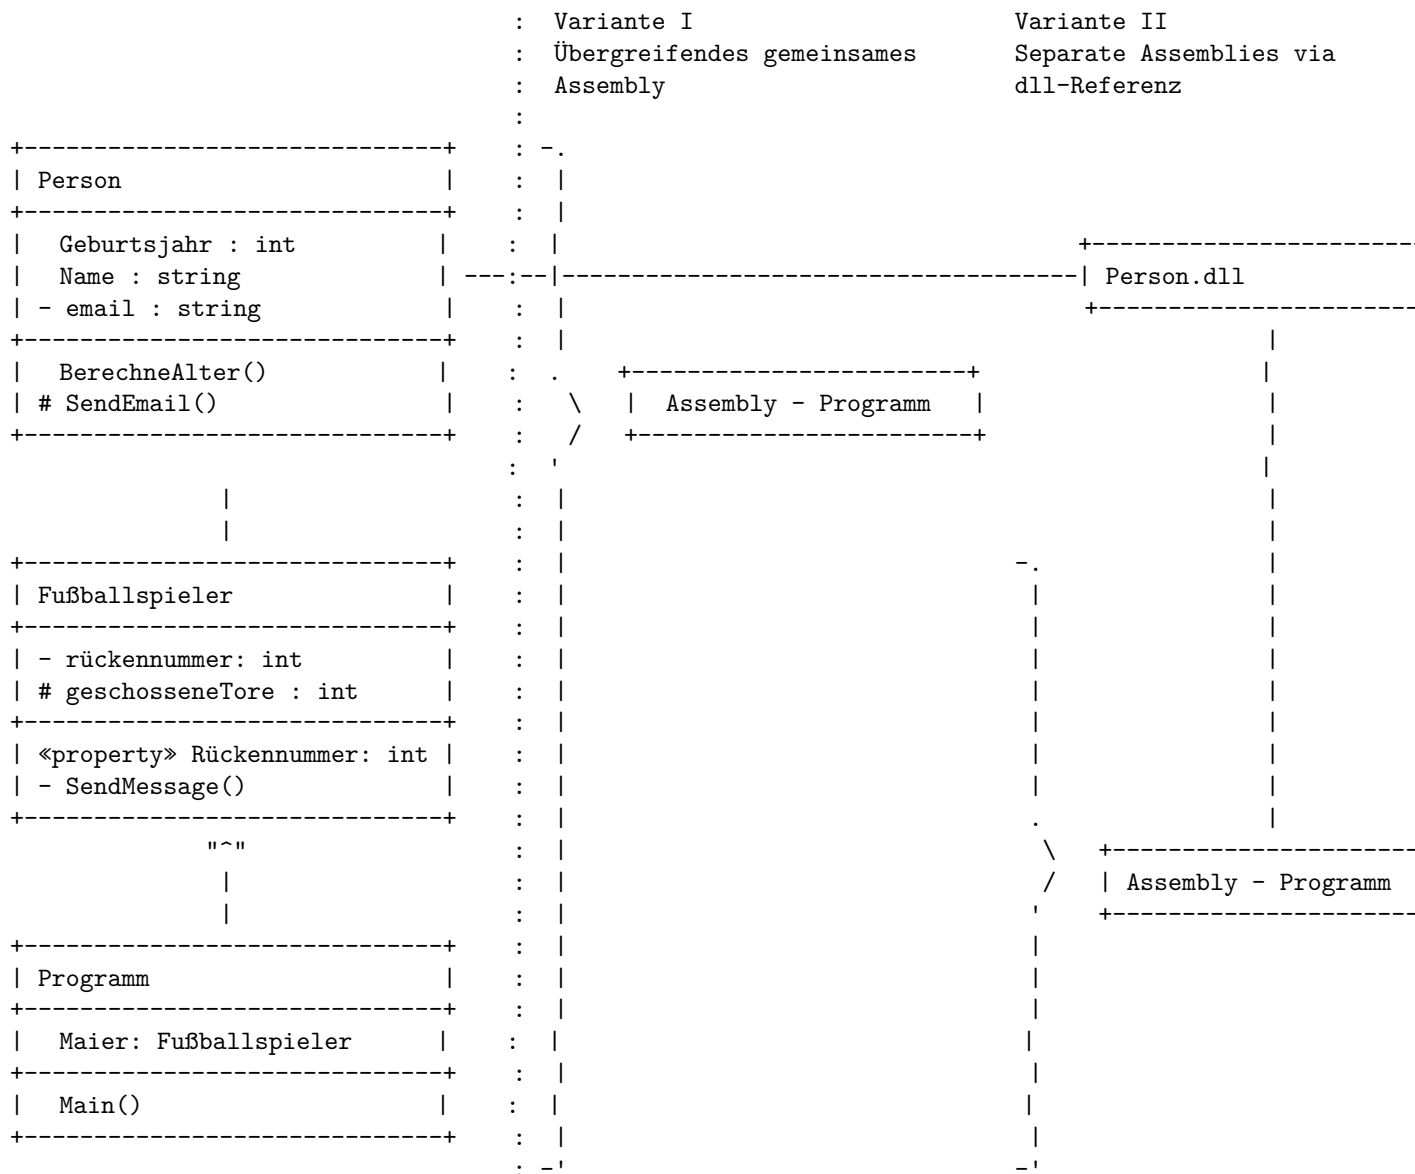 : Variante I Variante II
: Übergreifendes gemeinsames Separate Assemblies via
: Assembly dll-Referenz
:
+------------------------------+ : -.
| Person | : |
+------------------------------+ : |
| Geburtsjahr : int | : | +-----------------------
| Name : string | ---:--|-------------------------------------| Person.dll
| - email : string | : | +-----------------------
+------------------------------+ : | |
| BerechneAlter() | : . +------------------------+ |
| # SendEmail() | : \ | Assembly - Programm | |
+------------------------------+ : / +------------------------+ |
: ' |
| : | |
| : | |
+------------------------------+ : | -. |
| Fußballspieler | : | | |
+------------------------------+ : | | |
| - rückennummer: int | : | | |
| # geschosseneTore : int | : | | |
+------------------------------+ : | | |
| «property» Rückennummer: int | : | | |
| - SendMessage() | : | | |
+------------------------------+ : | . |
"^" : | \ +----------------------
| : | / | Assembly - Programm
| : | ' +----------------------
+------------------------------+ : | |
| Programm | : | |
+------------------------------+ : | |
| Maier: Fußballspieler | : | |
+------------------------------+ : | |
| Main() | : | |
+------------------------------+ : | |
: -' -'